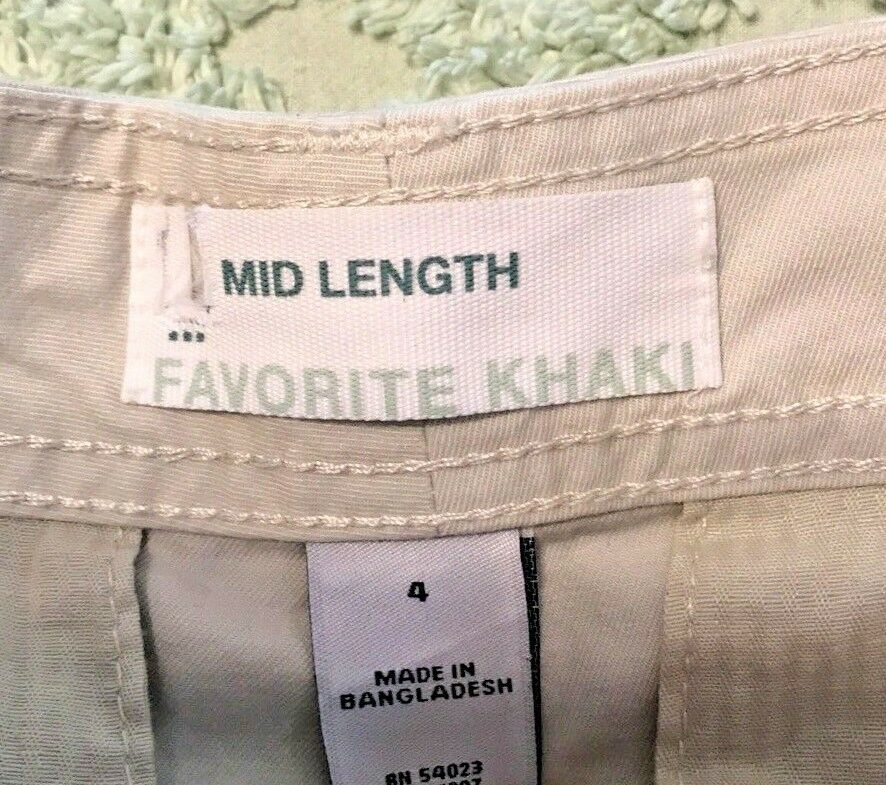 MID LENGTH
FAVORITE KHAKI
4
MADE IN
BANGLADESH
RN 54023